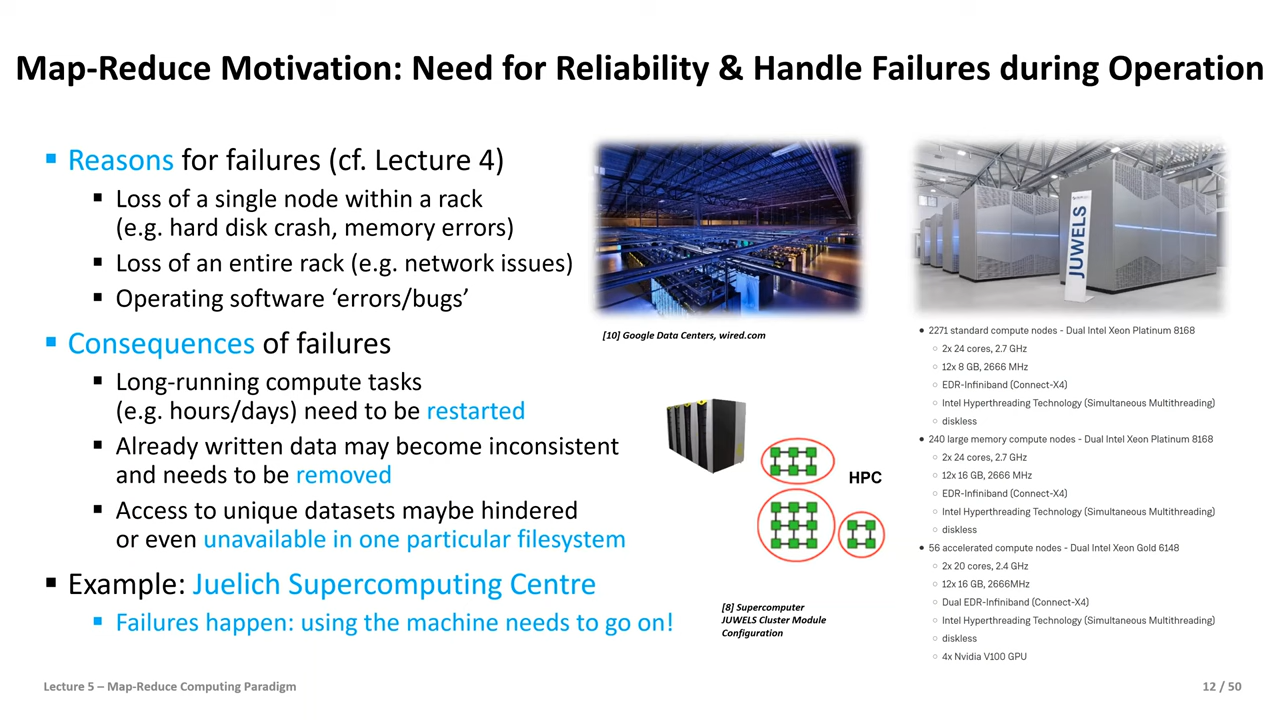 Map-Reduce Motivation: Need for Reliability & Handle Failures during Operation
Reasons for failures (cf. Lecture 4)
Loss of a single node within a rack
(e.g. hard disk crash, memory errors)
Loss of an entire rack (e.g. network issues)
Operating software ‘errors/bugs’
Consequences of failures
Long-running compute tasks
(e.g. hours/days) need to be restarted
Already written data may become inconsistent
and needs to be removed
Access to unique datasets maybe hindered
or even unavailable in one particular filesystem
Example: Juelich Supercomputing Centre
Failures happen: using the machine needs to go on!
[10] Google Data Centers, wired.com
HPC
[8] Supercomputer
JUWELS Cluster Module
Configuration
JUWELS
2271 standard compute nodes - Dual Intel Xeon Platinum 8168
2x 24 cores, 2.7 GHz
12x 8 GB, 2666 MHz
EDR-Infiniband (Connect-X4)
Intel Hyperthreading Technology (Simultaneous Multithreading)
diskless
240 large memory compute nodes - Dual Intel Xeon Platinum 8168
2x 24 cores, 2.7 GHz
12x 16 GB, 2666 MHz
EDR-Infiniband (Connect-X4)
Intel Hyperthreading Technology (Simultaneous Multithreading)
diskless
56 accelerated compute nodes - Dual Intel Xeon Gold 6148
2x 20 cores, 2.4 GHz
12x 16 GB, 2666MHz
Dual EDR-Infiniband (Connect-X4)
Intel Hyperthreading Technology (Simultaneous Multithreading)
diskless
4x Nvidia V100 GPU
Lecture 5 – Map-Reduce Computing Paradigm
12 / 50